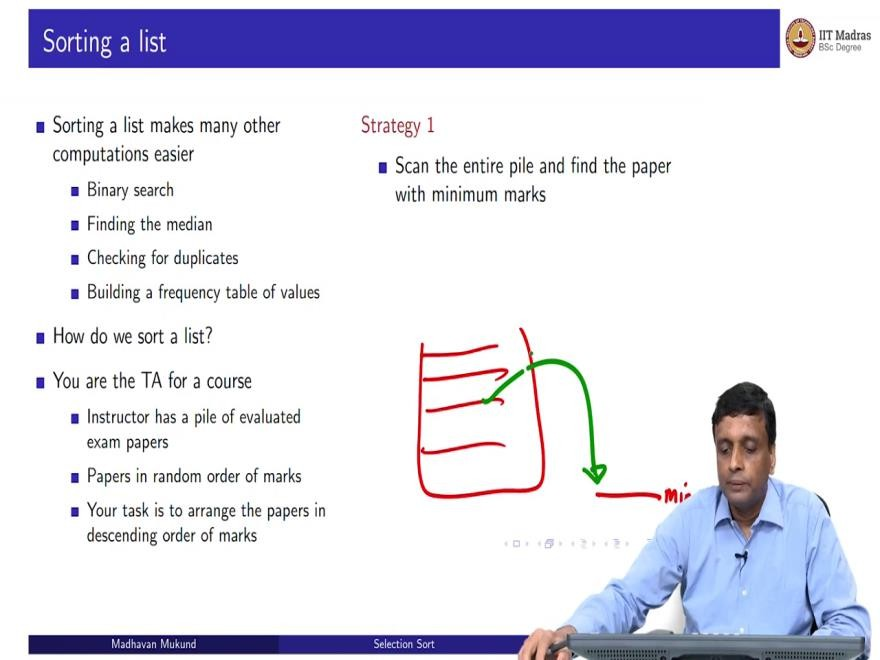 Sorting a list
IIT Madras
BSc Degree
Sorting a list makes many other
computations easier
Binary search
Finding the median
Checking for duplicates
Building a frequency table of values
How do we sort a list?
You are the TA for a course
Instructor has a pile of evaluated
exam papers
Papers in random order of marks
Your task is to arrange the papers in
descending order of marks
Strategy 1
Scan the entire pile and find the paper
with minimum marks
Madhavan Mukund
Selection Sort